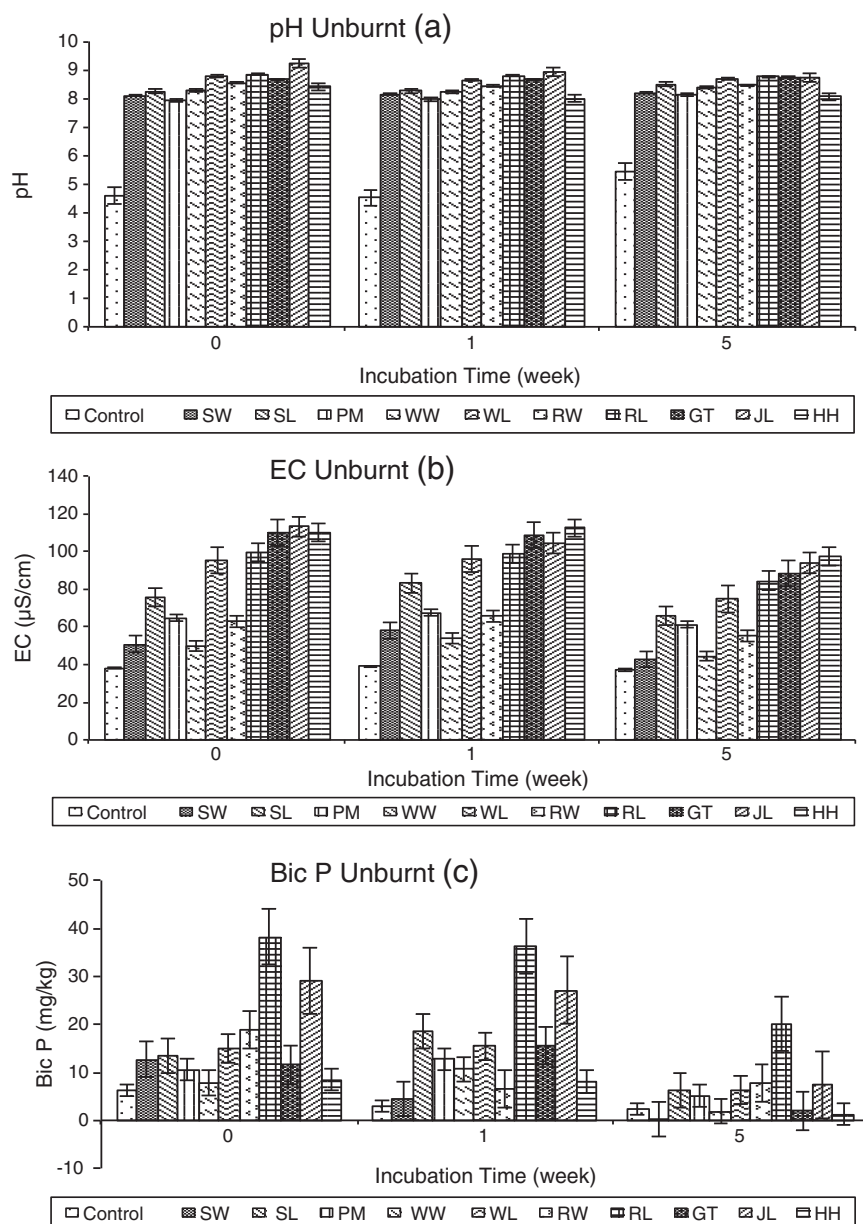 pH Unburnt (a)
10
9
8
7
6
5
4
3
2
1
0
pH
0 1 5
Incubation Time (week)
Control SW SL PM WW WL RW RL GT JL HH
EC Unburnt (b)
140
120
100
80
60
40
20
0
EC (µS/cm)
0 1 5
Incubation Time (week)
Control SW SL PM WW WL RW RL GT JL HH
Bic P Unburnt (c)
50
40
30
20
10
0
-10
Bic P (mg/kg)
0 1 5
Incubation Time (week)
Control SW SL PM WW WL RW RL GT JL HH